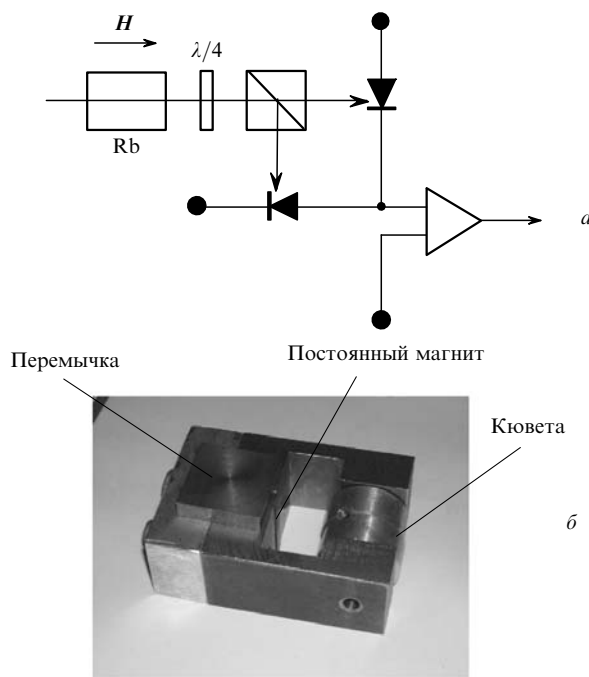 H
λ/4
Rb
а
Перемычка
Постоянный магнит
Кювета
б